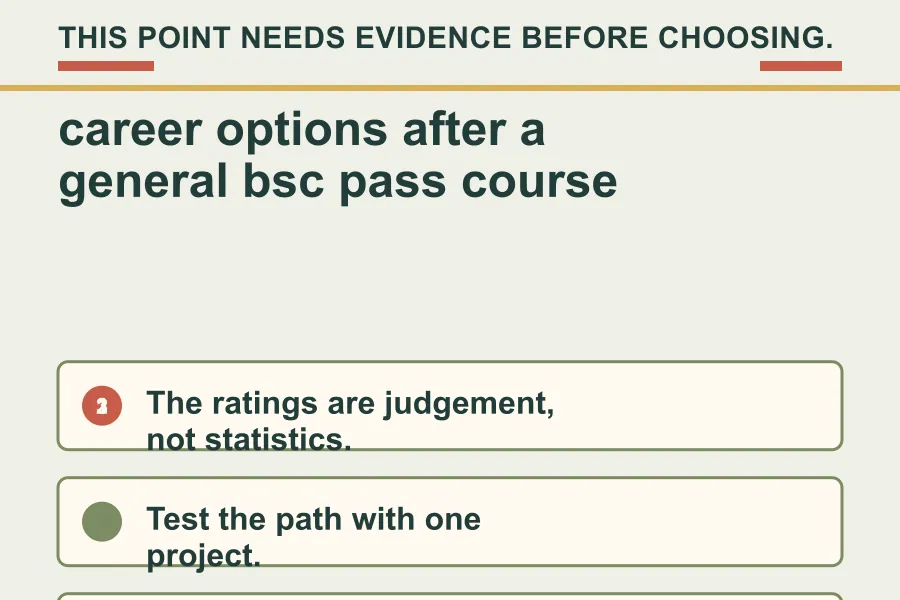 THIS POINT NEEDS EVIDENCE BEFORE CHOOSING.
career options after a
general bsc pass course
The ratings are judgement,
not statistics.
Test the path with one
project.